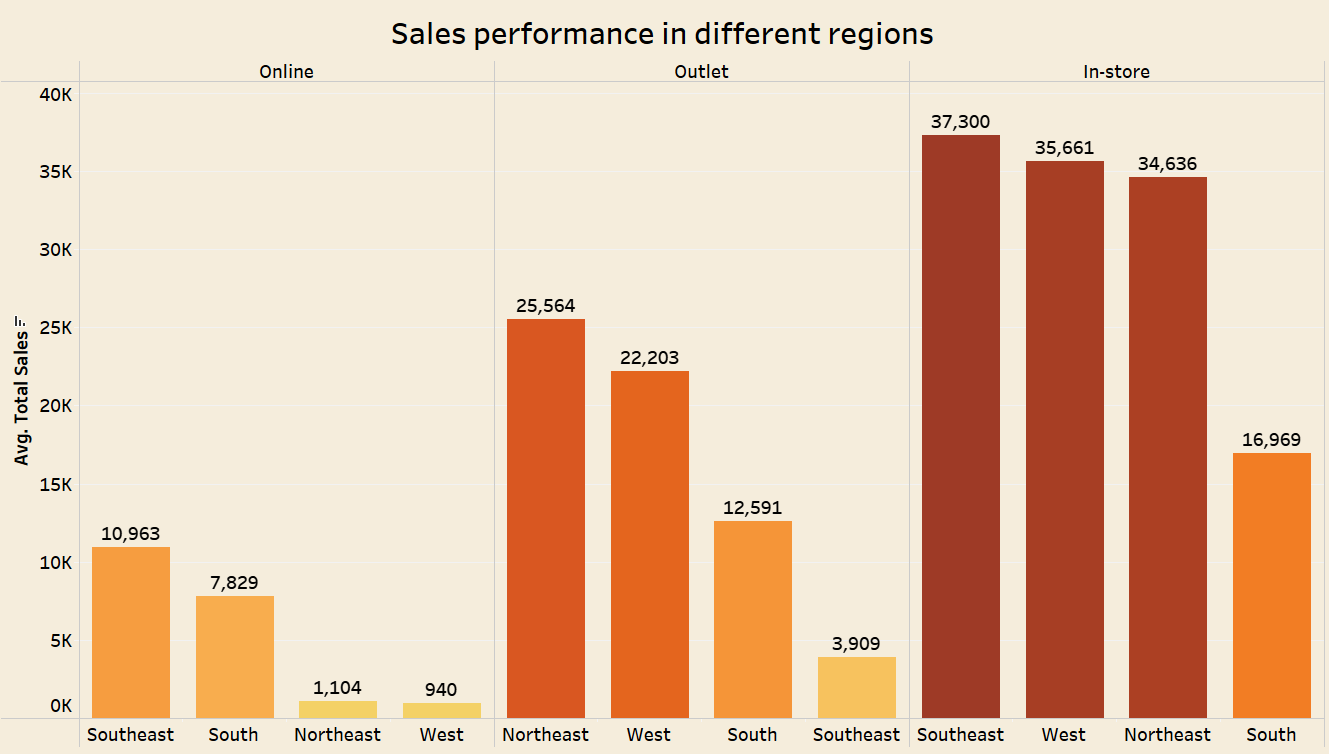 Sales performance in different regions
Online Outlet In-store
Avg. Total Sales
40K
35K
30K
25K
20K
15K
10K
5K
0K
10,963 7,829 1,104 940
25,564 22,203 12,591 3,909
37,300 35,661 34,636 16,969
Southeast South Northeast West Northeast West South Southeast Southeast West Northeast South